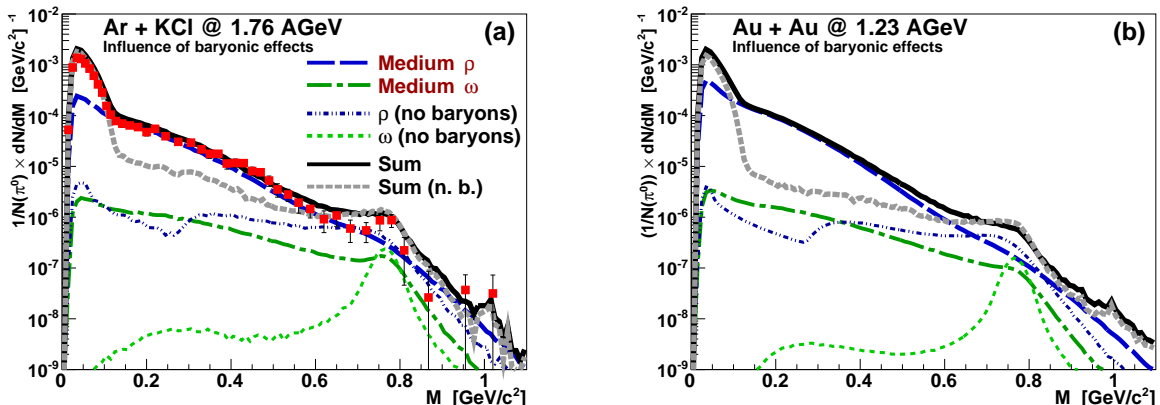 Ar + KCl @ 1.76 AGeV
(a)
Influence of baryonic effects
Medium ρ
Medium ω
ρ (no baryons)
ω (no baryons)
Sum
Sum (n. b.)
1/N(π⁰) × dN/dM [GeV/c²] ⁻¹
10⁻²
10⁻³
10⁻⁴
10⁻⁵
10⁻⁶
10⁻⁷
10⁻⁸
10⁻⁹
0 0.2 0.4 0.6 0.8 1
M [GeV/c²]
Au + Au @ 1.23 AGeV
(b)
Influence of baryonic effects
(1/N(π⁰)) × dN/dM [GeV/c²] ⁻¹
10⁻²
10⁻³
10⁻⁴
10⁻⁵
10⁻⁶
10⁻⁷
10⁻⁸
10⁻⁹
0 0.2 0.4 0.6 0.8 1
M [GeV/c²]